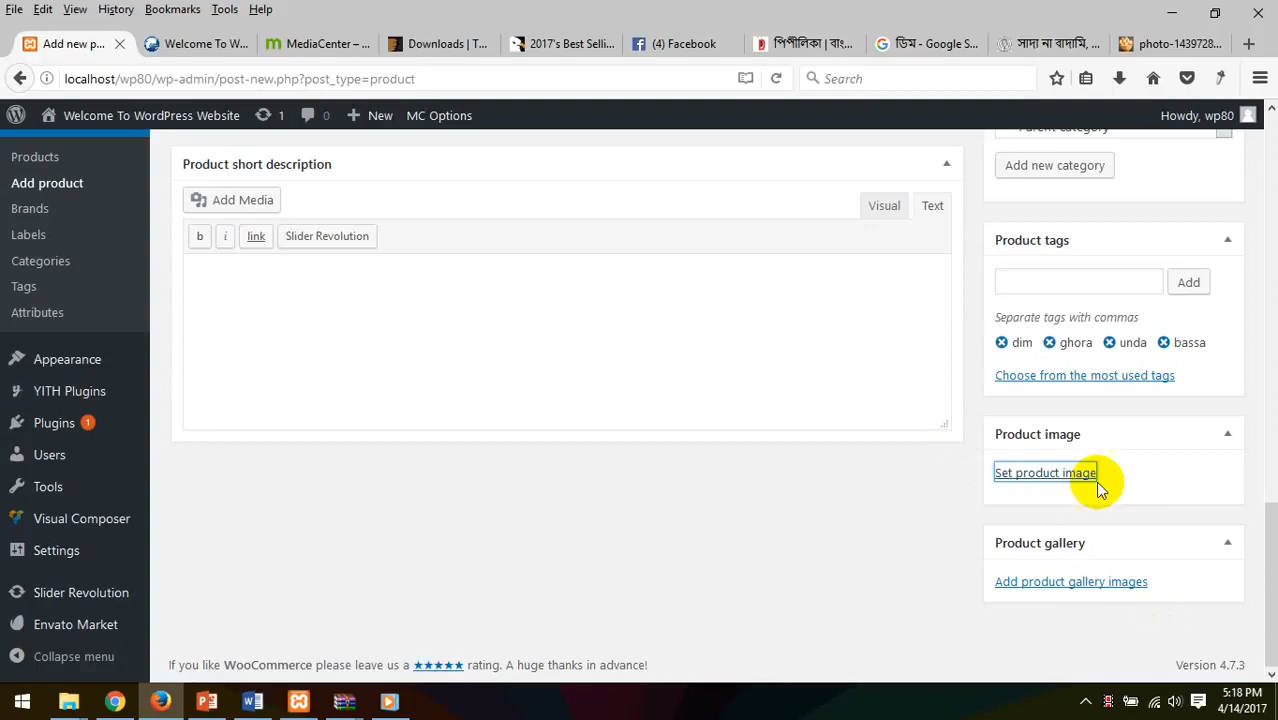 File Edit View History Bookmarks Tools Help
Add new p...
Welcome To W...
MediaCenter – ...
Downloads | T...
2017's Best Selli...
(4) Facebook
পিপীলিকা | বাং...
ডিম - Google S...
সাদা না বাদামি, ...
photo-1439728...
localhost/wp80/wp-admin/post-new.php?post_type=product
Search
Welcome To WordPress Website
1
0
New
MC Options
Howdy, wp80
Products
Add product
Brands
Labels
Categories
Tags
Attributes
Appearance
YITH Plugins
Plugins 1
Users
Tools
Visual Composer
Settings
Slider Revolution
Envato Market
Collapse menu
Product short description
Add Media
Visual Text
b i link Slider Revolution
Parent category
Add new category
Product tags
Add
Separate tags with commas
dim ghora unda bassa
Choose from the most used tags
Product image
Set product image
Product gallery
Add product gallery images
If you like WooCommerce please leave us a ★★★★★ rating. A huge thanks in advance!
Version 4.7.3
5:18 PM
4/14/2017